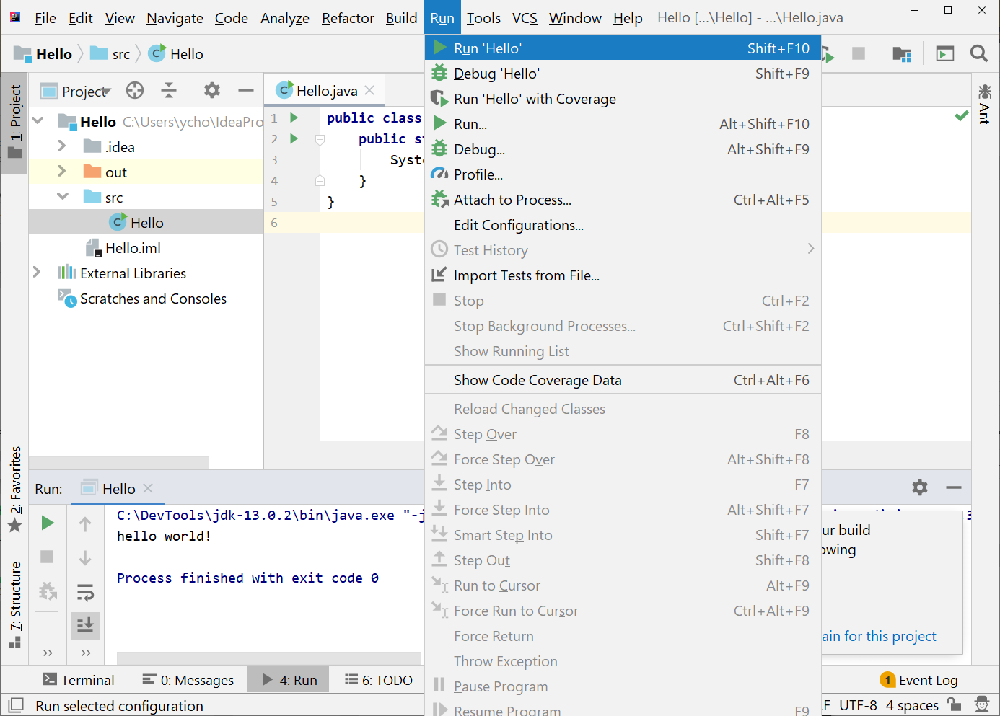 File Edit View Navigate Code Analyze Refactor Build Run Tools VCS Window Help Hello [...\Hello] - ...\Hello.java
Hello src Hello
Project
Hello.java
1: Project
Ant
Hello C:\Users\ycho\IdeaPro
.idea
out
src
Hello
Hello.iml
External Libraries
Scratches and Consoles
1 public class
2 public st
3 Syste
4 }
5 }
6
Run 'Hello' Shift+F10
Debug 'Hello' Shift+F9
Run 'Hello' with Coverage
Run... Alt+Shift+F10
Debug... Alt+Shift+F9
Profile...
Attach to Process... Ctrl+Alt+F5
Edit Configurations...
Test History
Import Tests from File...
Stop Ctrl+F2
Stop Background Processes... Ctrl+Shift+F2
Show Running List
Show Code Coverage Data Ctrl+Alt+F6
Reload Changed Classes
Step Over F8
Force Step Over Alt+Shift+F8
Step Into F7
Force Step Into Alt+Shift+F7
Smart Step Into Shift+F7
Step Out Shift+F8
Run to Cursor Alt+F9
Force Run to Cursor Ctrl+Alt+F9
Force Return
Throw Exception
Pause Program
Resume Program F9
2: Favorites
7: Structure
Run: Hello
C:\DevTools\jdk-13.0.2\bin\java.exe "-j
hello world!
Process finished with exit code 0
ur build
owing
ain for this project
Terminal 0: Messages 4: Run 6: TODO
1 Event Log
Run selected configuration
LF UTF-8 4 spaces